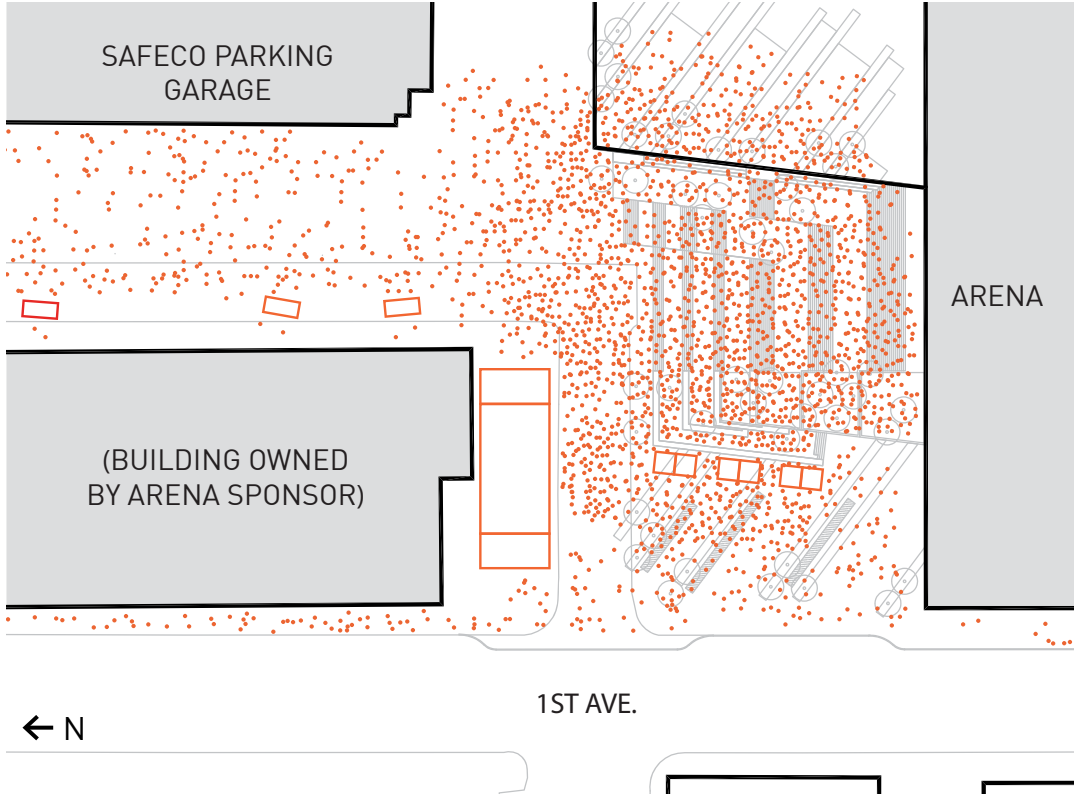 SAFECO PARKING
GARAGE
ARENA
(BUILDING OWNED
BY ARENA SPONSOR)
1ST AVE.
N